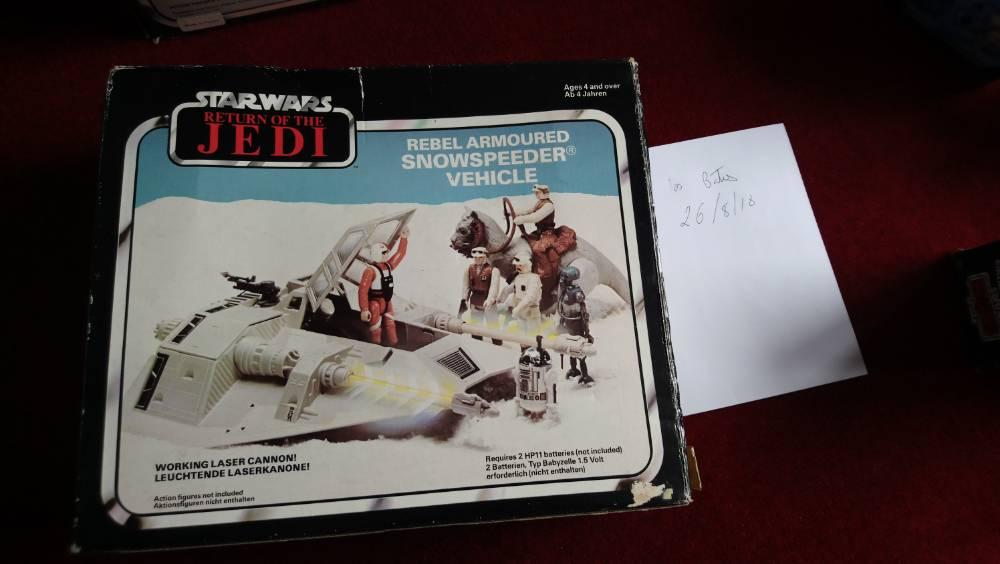 STAR WARS
RETURN OF THE
JEDI
Ages 4 and over
Ab 4 Jahren
REBEL ARMOURED
SNOWSPEEDER®
VEHICLE
26/8/18
WORKING LASER CANNON!
LEUCHTENDE LASERKANONE!
Action figures not included
Aktionsfiguren nicht enthalten
Requires 2 HP11 batteries (not included)
2 Batterien, Typ Babyzelle 1.5 Volt
erforderlich (nicht enthalten)